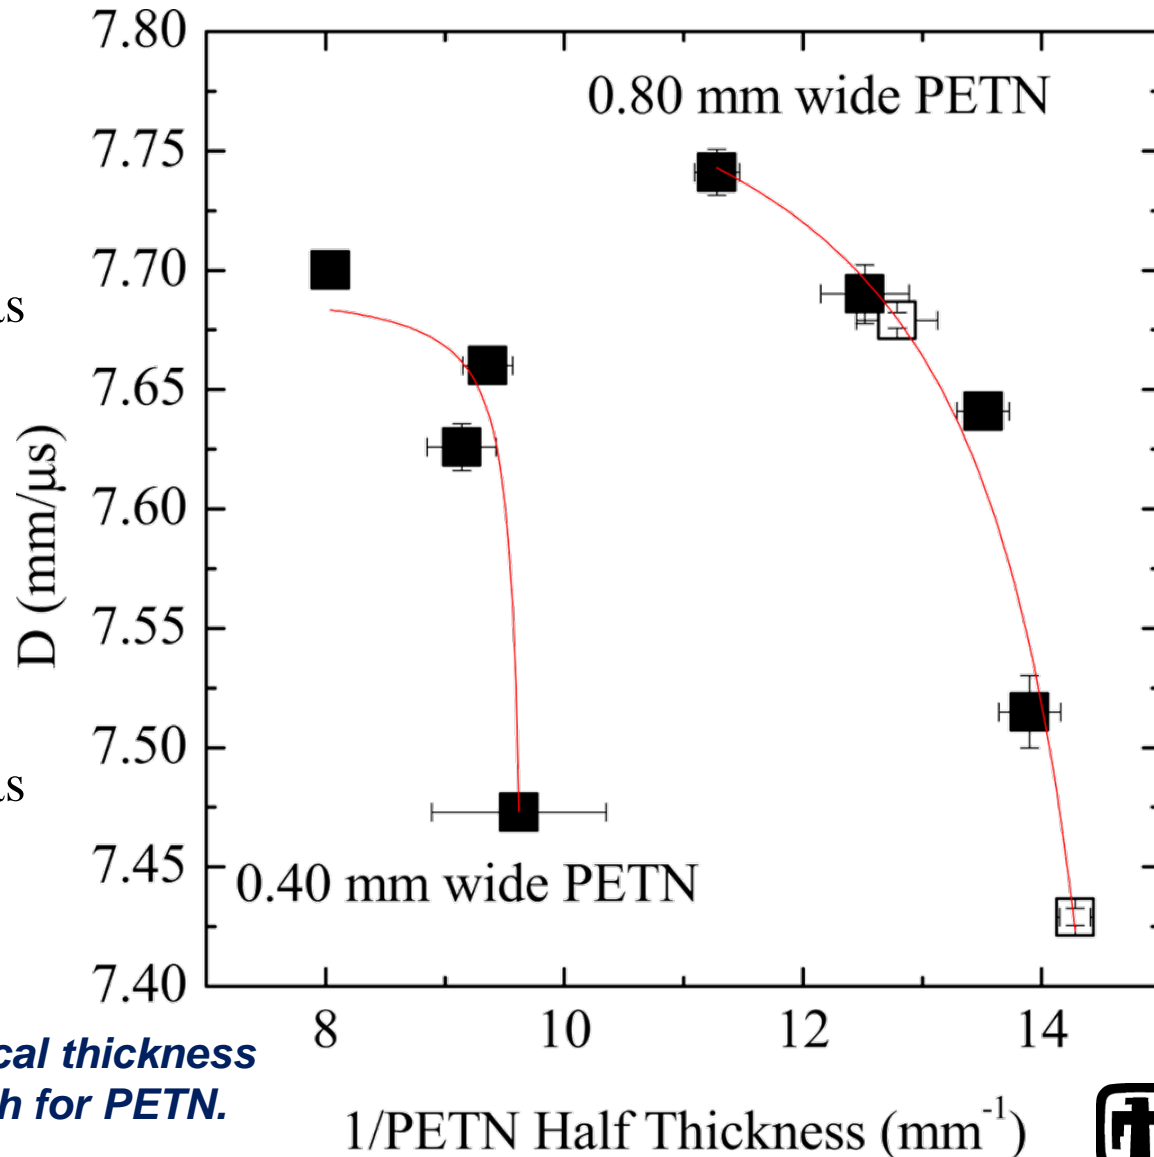 7.80
7.75
7.70
7.65
7.60
7.55
7.50
7.45
7.40
D (mm/μs)
0.80 mm wide PETN
0.40 mm wide PETN
8 10 12 14
1/PETN Half Thickness (mm⁻¹)
thickness
for PETN.